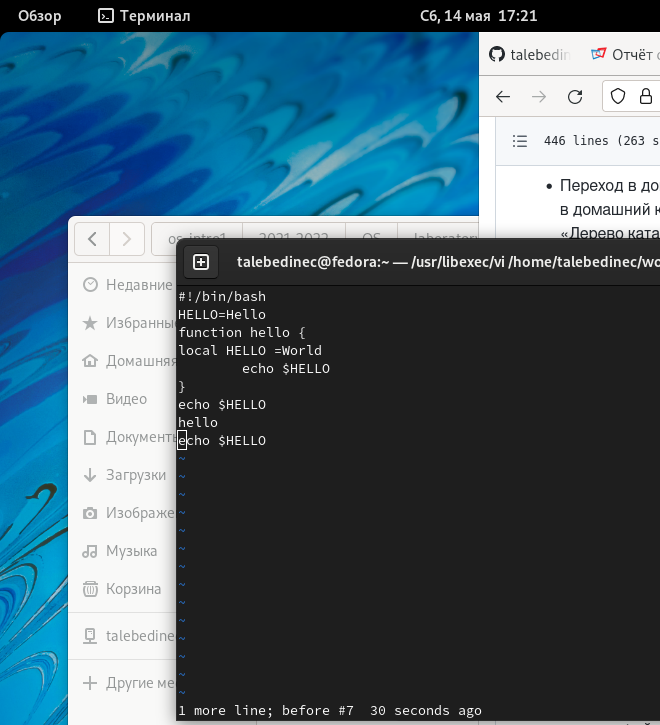 Обзор
Терминал
Сб, 14 мая 17:21
talebedin
Отчёт
446 lines (263 s
Переход в до
в домашний к
«Дерево ката
os-intro1
2021-2022
OS
laborator
talebedinec@fedora:~ — /usr/libexec/vi /home/talebedinec/wo
Недавние
Избранные
Домашняя
Видео
Документы
Загрузки
Изображе
Музыка
Корзина
talebedine
Другие ме
#!/bin/bash
HELLO=Hello
function hello {
local HELLO =World
        echo $HELLO
}
echo $HELLO
hello
echo $HELLO
~
~
~
~
~
~
~
~
~
~
~
~
~
~
1 more line; before #7  30 seconds ago